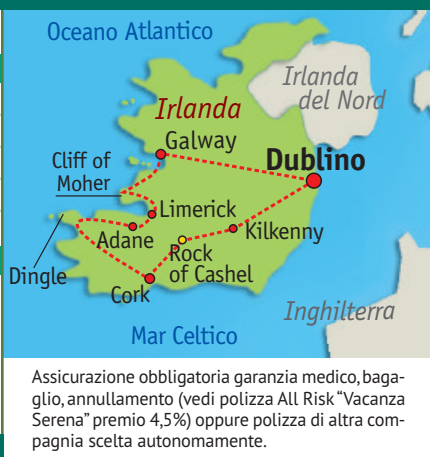 Oceano Atlantico
Irlanda
del Nord
Irlanda
Galway
Dublino
Cliff of
Moher
Limerick
Adane
Kilkenny
Rock
of Cashel
Dingle
Cork
Inghilterra
Mar Celtico
Assicurazione obbligatoria garanzia medico, baga-
glio, annullamento (vedi polizza All Risk “Vacanza
Serena” premio 4,5%) oppure polizza di altra com-
pagnia scelta autonomamente.